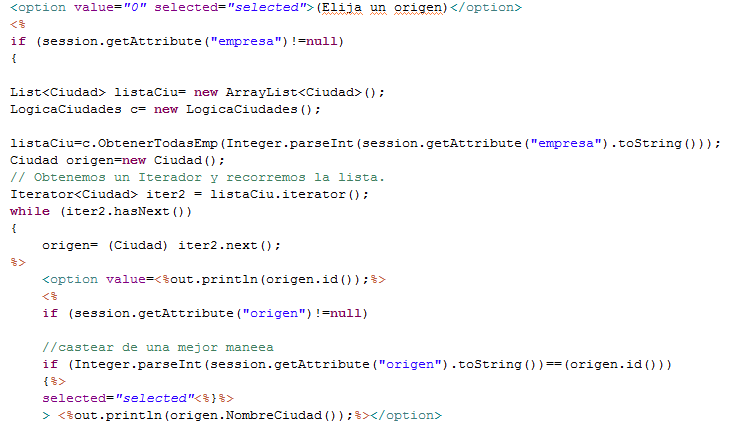 <option value="0" selected="selected">(Elija un origen)</option>
<%
if (session.getAttribute("empresa")!=null)
{
List<Ciudad> listaCiu= new ArrayList<Ciudad>();
LogicaCiudades c= new LogicaCiudades();
listaCiu=c.ObtenerTodasEmp(Integer.parseInt(session.getAttribute("empresa").toString()));
Ciudad origen=new Ciudad();
// Obtenemos un Iterador y recorremos la lista.
Iterator<Ciudad> iter2 = listaCiu.iterator();
while (iter2.hasNext())
{
origen= (Ciudad) iter2.next();
%>
<option value=<%out.println(origen.id());%>
<%
if (session.getAttribute("origen")!=null)
//castear de una mejor maneea
if (Integer.parseInt(session.getAttribute("origen").toString())==(origen.id()))
{%>
selected="selected"<%}%>
> <%out.println(origen.NombreCiudad());%></option>